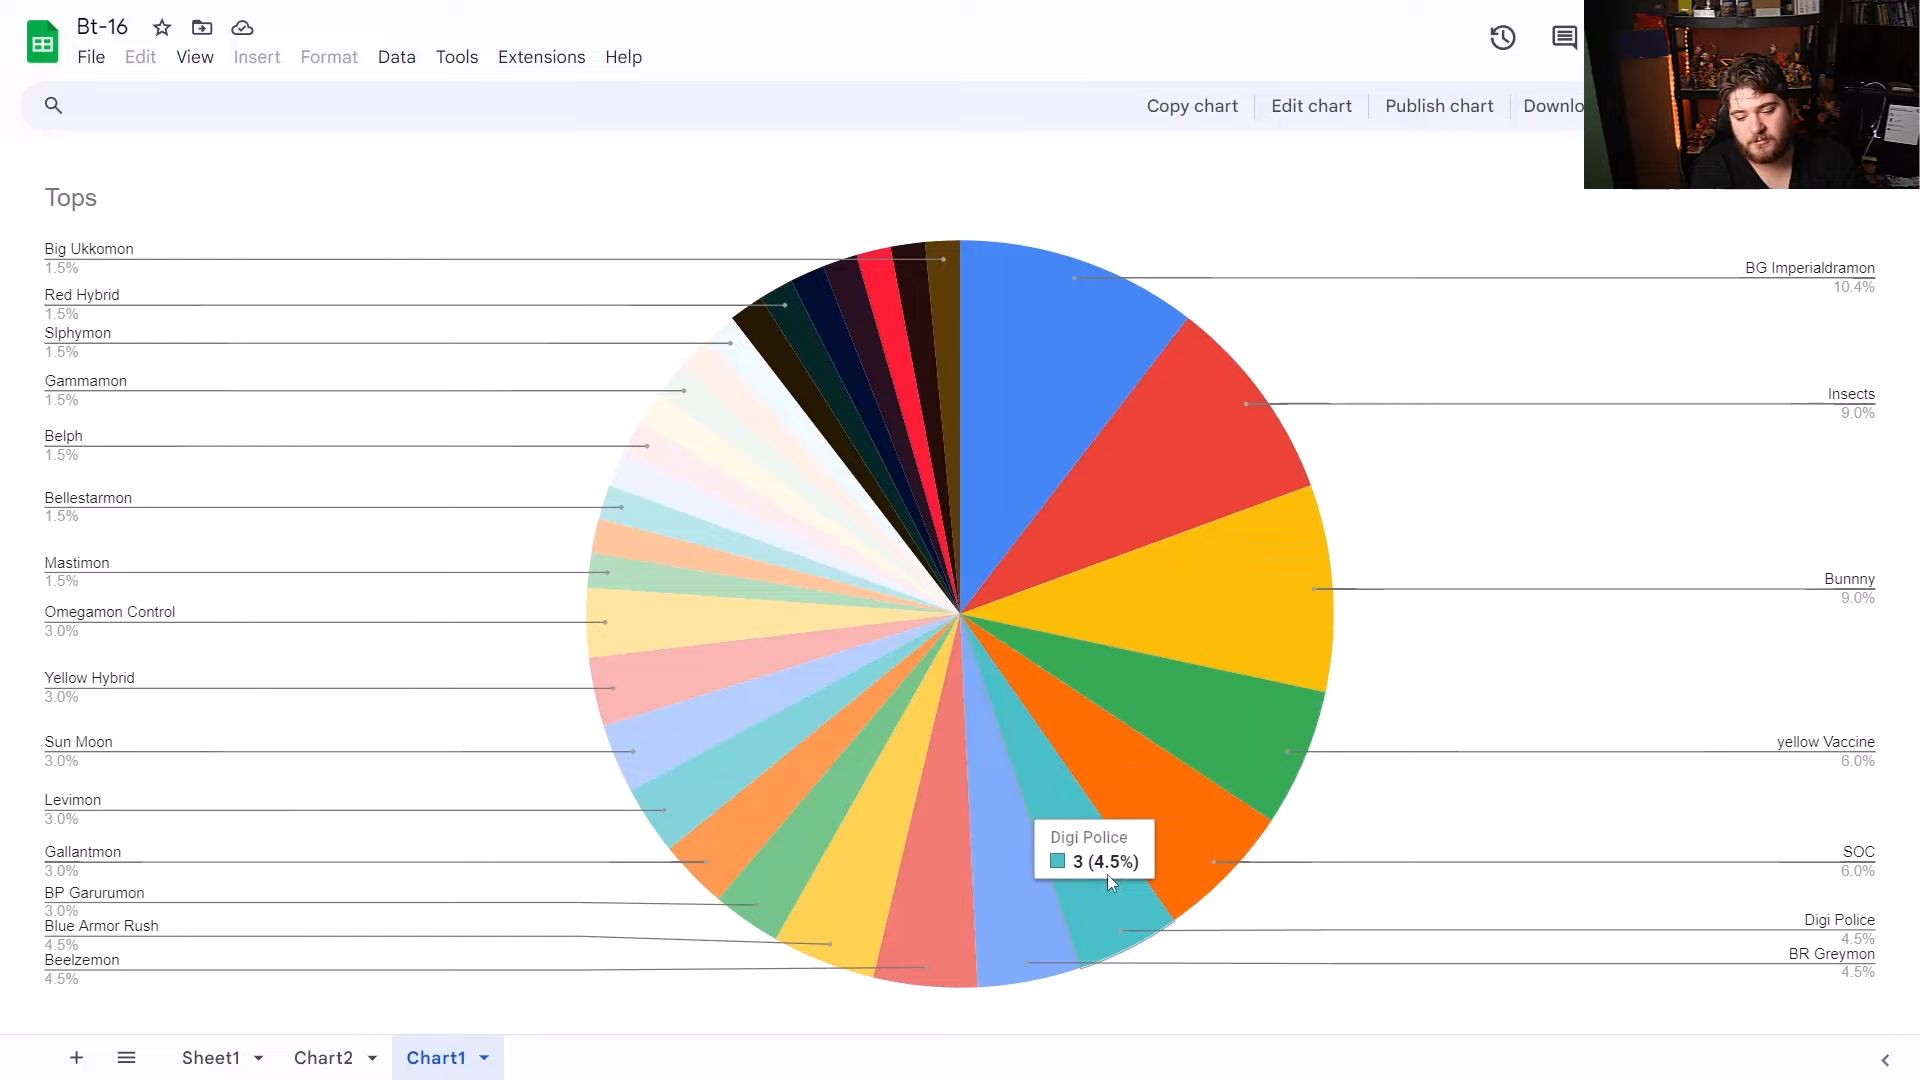 Bt-16
File Edit View Insert Format Data Tools Extensions Help
Copy chart Edit chart Publish chart Downlo
Tops
Big Ukkomon
1.5%
Red Hybrid
1.5%
Slphymon
1.5%
Gammamon
1.5%
Belph
1.5%
Bellestarmon
1.5%
Mastimon
1.5%
Omegamon Control
3.0%
Yellow Hybrid
3.0%
Sun Moon
3.0%
Levimon
3.0%
Gallantmon
3.0%
BP Garurumon
3.0%
Blue Armor Rush
4.5%
Beelzemon
4.5%
BG Imperialdramon
10.4%
Insects
9.0%
Bunnny
9.0%
yellow Vaccine
6.0%
SOC
6.0%
Digi Police
4.5%
BR Greymon
4.5%
Digi Police
3 (4.5%)
Sheet1 Chart2 Chart1